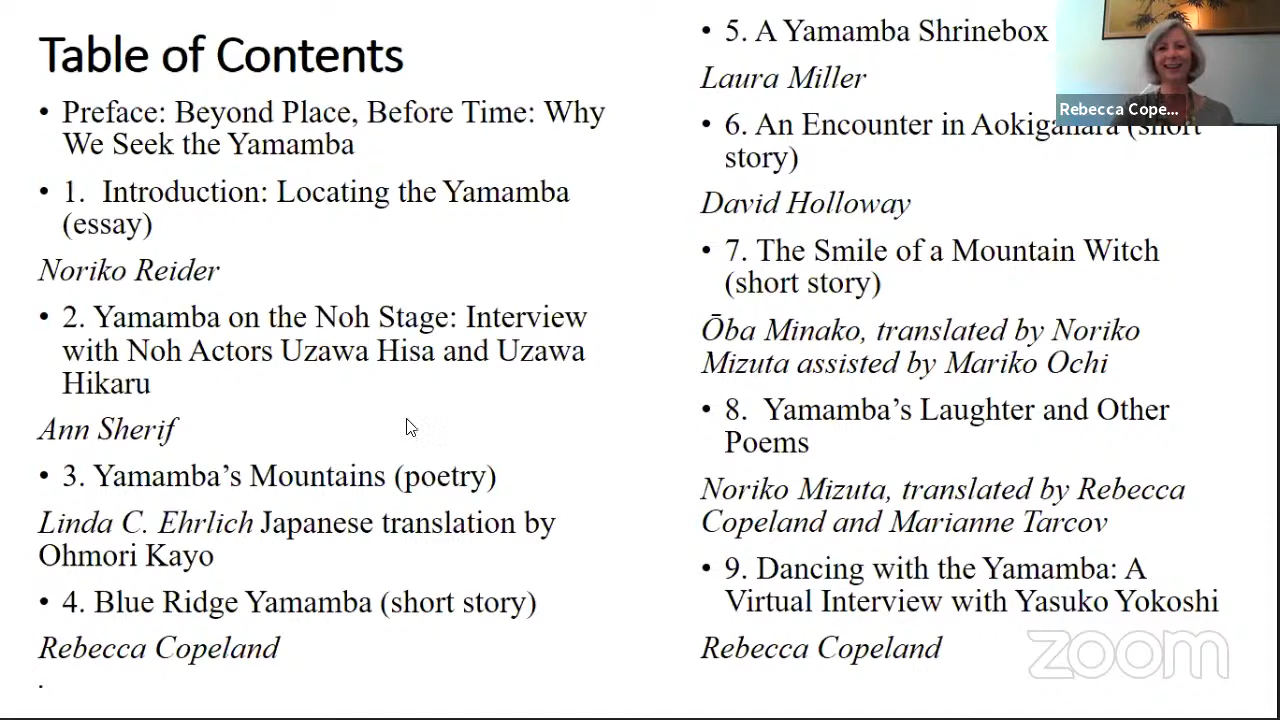 Table of Contents
• Preface: Beyond Place, Before Time: Why
We Seek the Yamamba
• 1. Introduction: Locating the Yamamba
(essay)
Noriko Reider
• 2. Yamamba on the Noh Stage: Interview
with Noh Actors Uzawa Hisa and Uzawa
Hikaru
Ann Sherif
• 3. Yamamba’s Mountains (poetry)
Linda C. Ehrlich Japanese translation by
Ohmori Kayo
• 4. Blue Ridge Yamamba (short story)
Rebecca Copeland
.
• 5. A Yamamba Shrinebox
Laura Miller
• 6. An Encounter in Aokigahara (short
story)
David Holloway
• 7. The Smile of a Mountain Witch
(short story)
Ōba Minako, translated by Noriko
Mizuta assisted by Mariko Ochi
• 8. Yamamba’s Laughter and Other
Poems
Noriko Mizuta, translated by Rebecca
Copeland and Marianne Tarcov
• 9. Dancing with the Yamamba: A
Virtual Interview with Yasuko Yokoshi
Rebecca Copeland
Rebecca Cope...
zoom